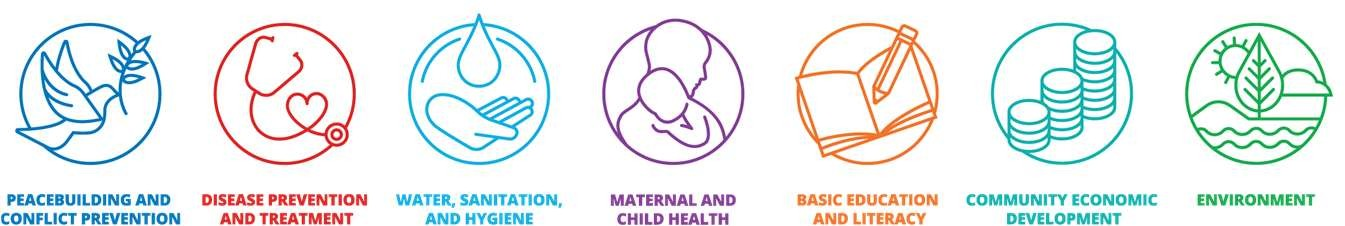 PEACEBUILDING AND
CONFLICT PREVENTION
DISEASE PREVENTION
AND TREATMENT
WATER, SANITATION,
AND HYGIENE
MATERNAL AND
CHILD HEALTH
BASIC EDUCATION
AND LITERACY
COMMUNITY ECONOMIC
DEVELOPMENT
ENVIRONMENT